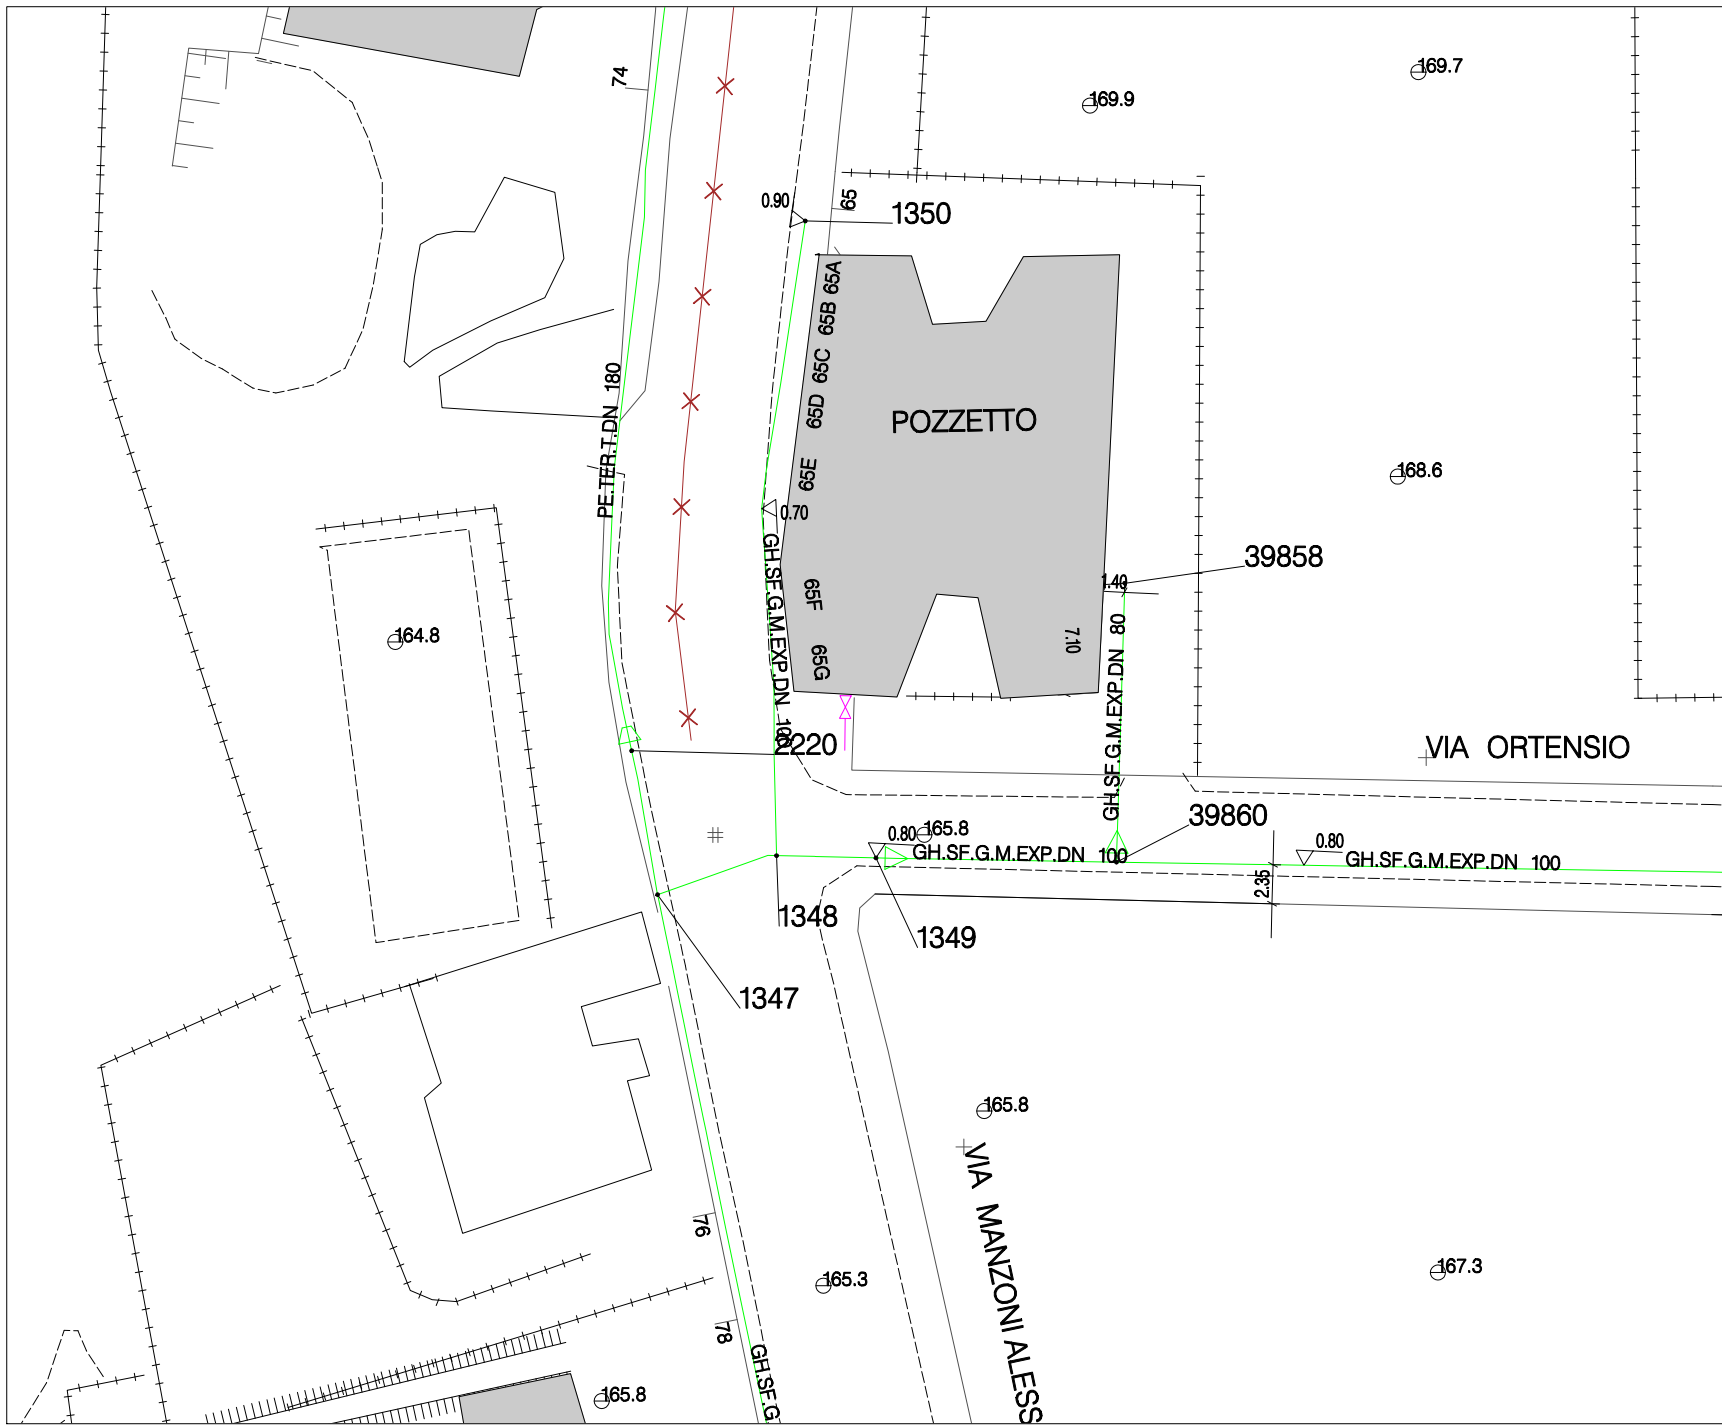 169.7
74
169.9
0.90
65
1350
65A
65B
65C
65D
65E
65F
65G
PE.TER.T.DN 180
POZZETTO
168.6
0.70
39858
1.40
GH.SF.G.M.EXP.DN 100
164.8
7.10
GH.SF.G.M.EXP.DN 80
2220
VIA ORTENSIO
39860
0.80
165.8
GH.SF.G.M.EXP.DN 100
0.80
GH.SF.G.M.EXP.DN 100
2.35
1348
1349
1347
165.8
VIA MANZONI ALESS
76
165.3
167.3
78
GH.SF.G
165.8